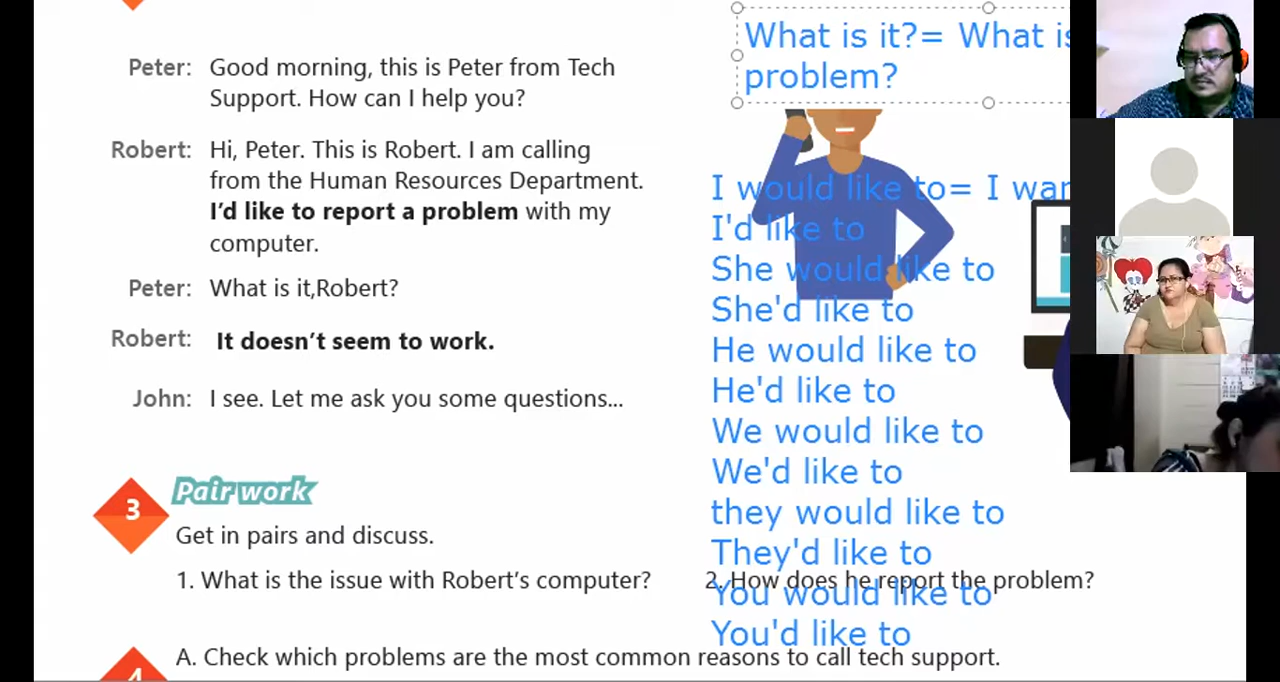 Peter: Good morning, this is Peter from Tech
Support. How can I help you?
Robert: Hi, Peter. This is Robert. I am calling
from the Human Resources Department.
I'd like to report a problem with my
computer.
Peter: What is it,Robert?
Robert: It doesn't seem to work.
John: I see. Let me ask you some questions...
What is it?= What is
problem?
I would like to= I
I'd like to
She would like to
She'd like to
He would like to
He'd like to
We would like to
We'd like to
they would like to
They'd like to
You would like to
You'd like to
3 Pair work
Get in pairs and discuss.
1. What is the issue with Robert's computer?
2. How does he report the problem?
4
A. Check which problems are the most common reasons to call tech support.